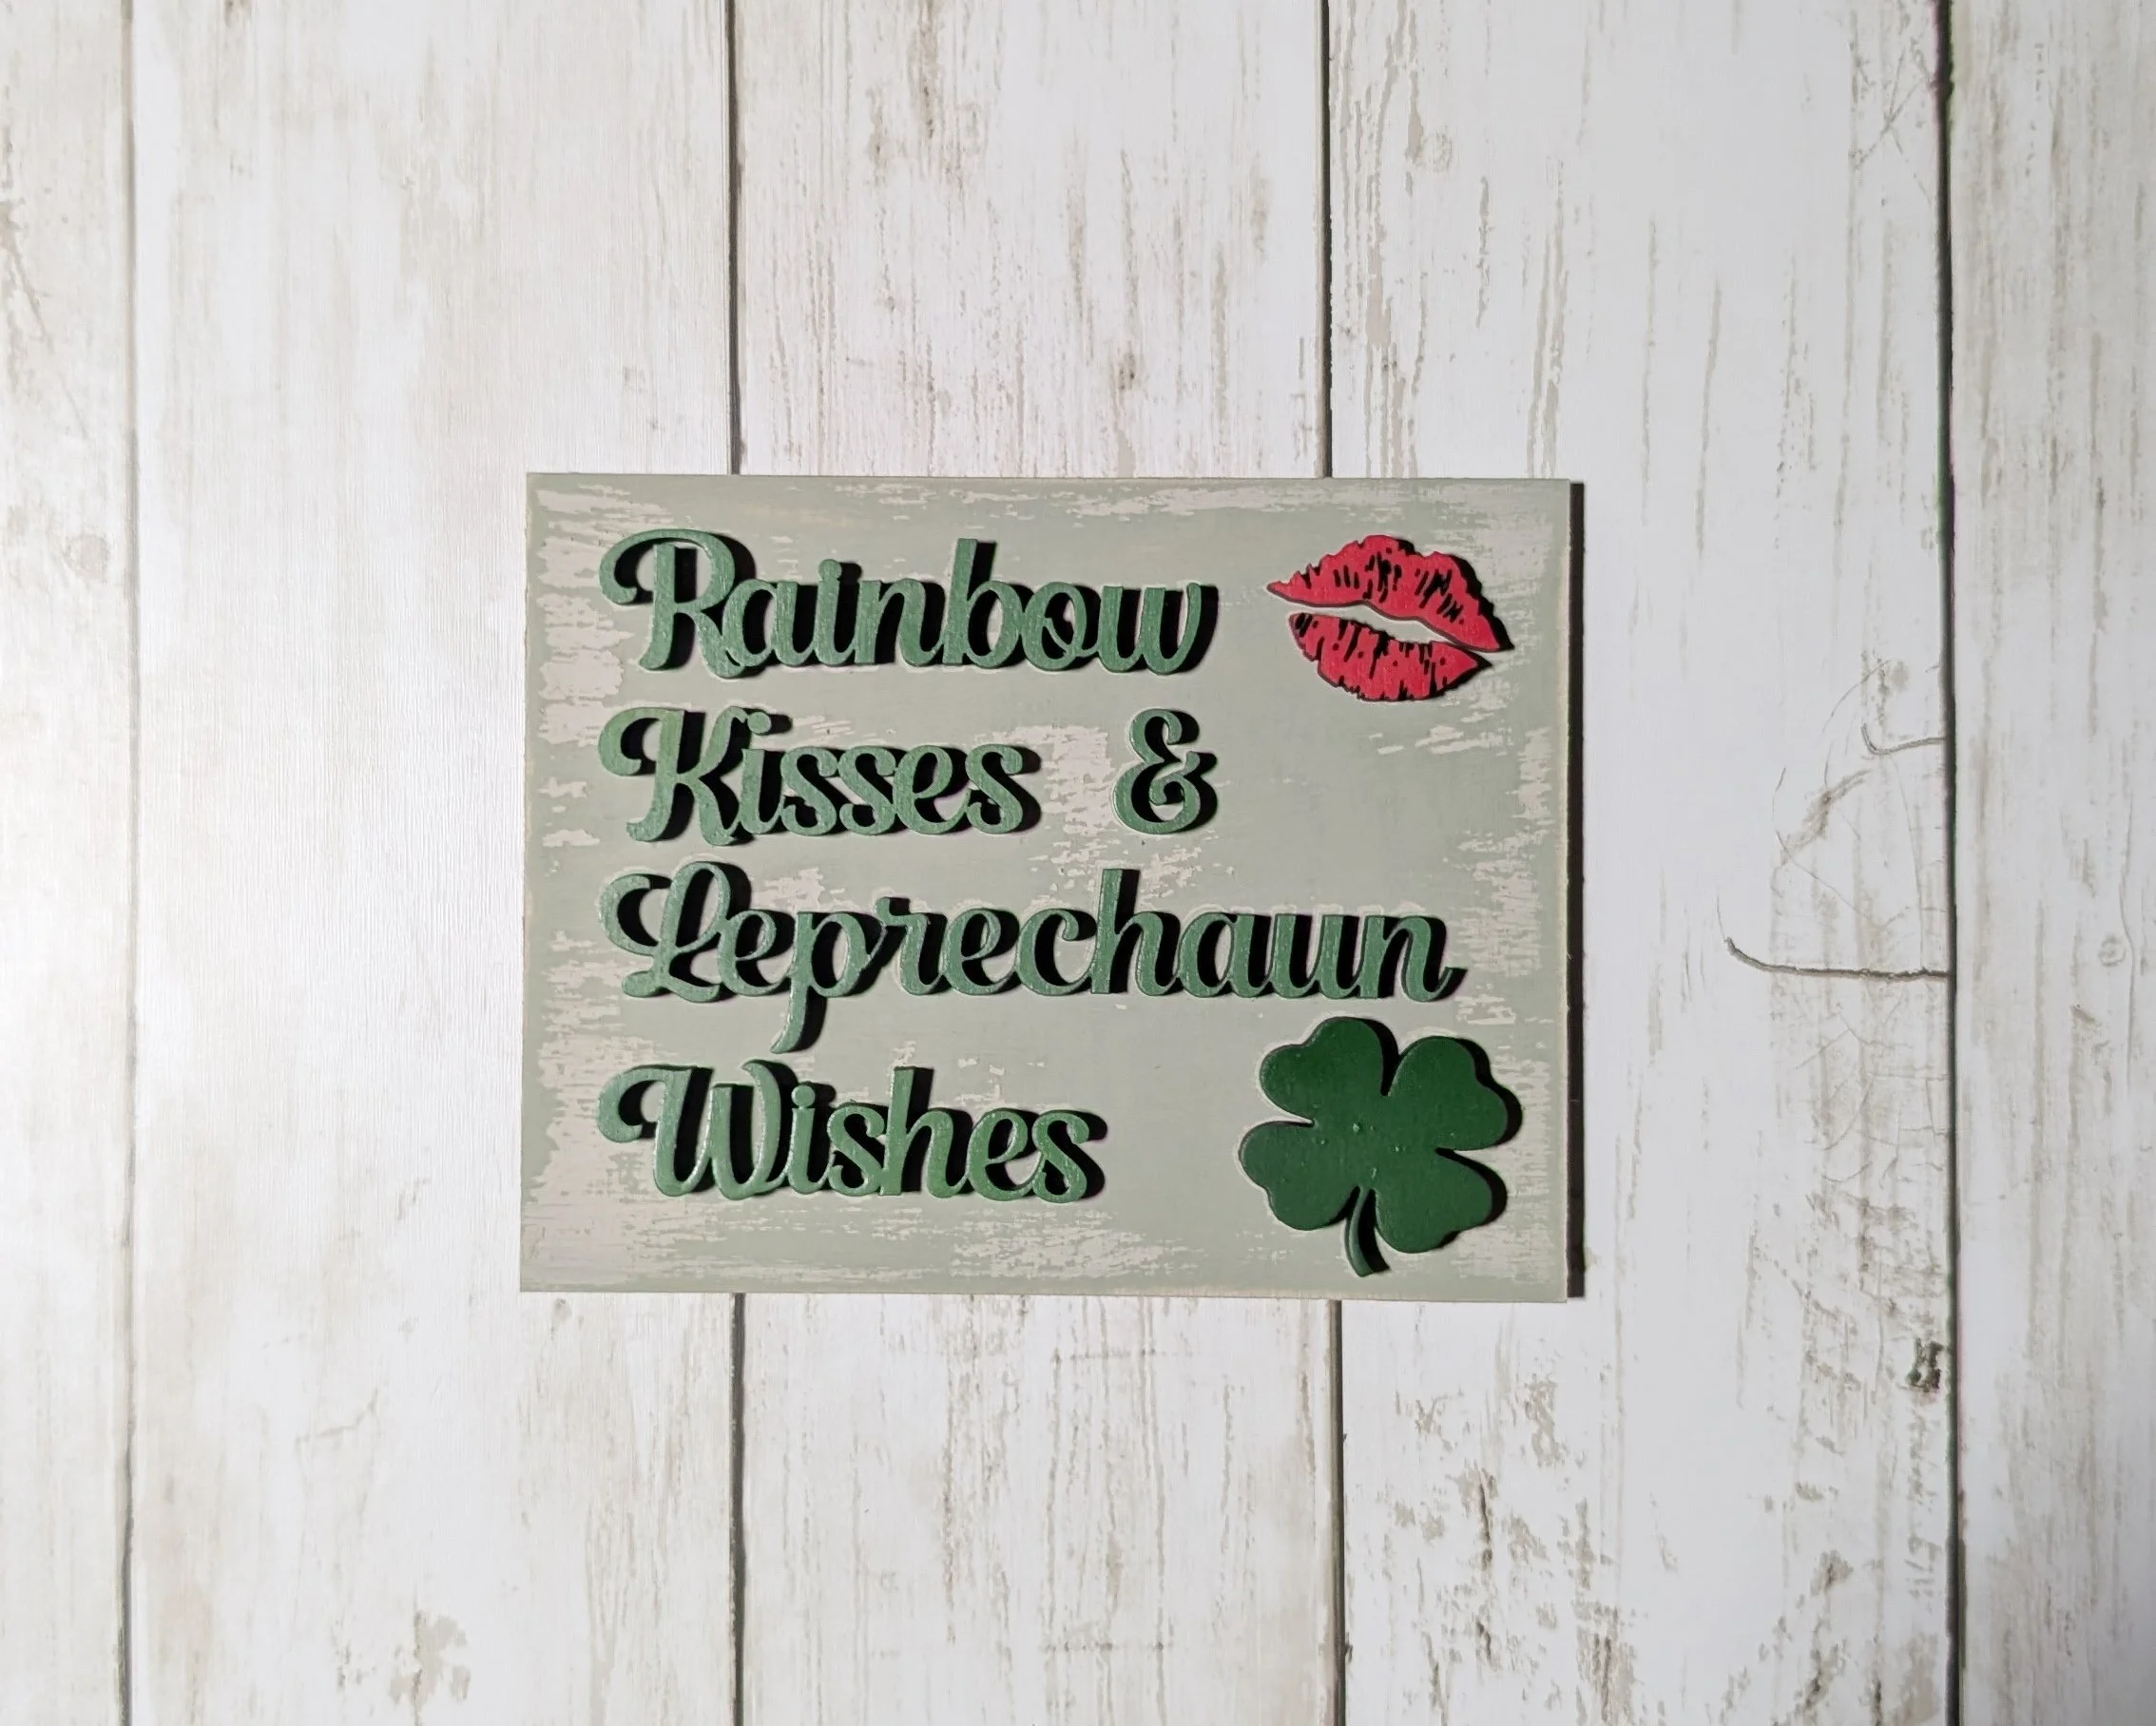 Rainbow
Kisses &
Leprechaun
Wishes